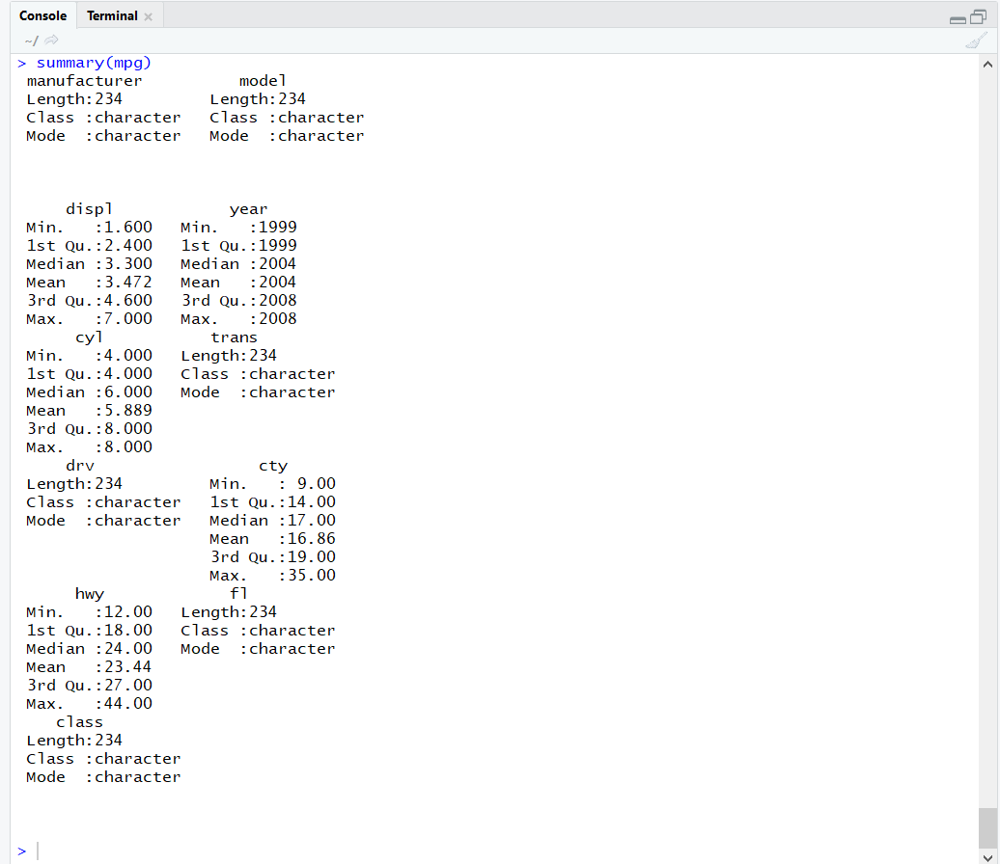 Console Terminal ×
~/
> summary(mpg)
 manufacturer          model
 Length:234         Length:234
 Class :character   Class :character
 Mode  :character   Mode  :character
     displ            year
 Min.   :1.600   Min.   :1999
 1st Qu.:2.400   1st Qu.:1999
 Median :3.300   Median :2004
 Mean   :3.472   Mean   :2004
 3rd Qu.:4.600   3rd Qu.:2008
 Max.   :7.000   Max.   :2008
      cyl           trans
 Min.   :4.000   Length:234
 1st Qu.:4.000   Class :character
 Median :6.000   Mode  :character
 Mean   :5.889
 3rd Qu.:8.000
 Max.   :8.000
     drv                 cty
 Length:234         Min.   : 9.00
 Class :character   1st Qu.:14.00
 Mode  :character   Median :17.00
                    Mean   :16.86
                    3rd Qu.:19.00
                    Max.   :35.00
      hwy             fl
 Min.   :12.00   Length:234
 1st Qu.:18.00   Class :character
 Median :24.00   Mode  :character
 Mean   :23.44
 3rd Qu.:27.00
 Max.   :44.00
    class
 Length:234
 Class :character
 Mode  :character
>